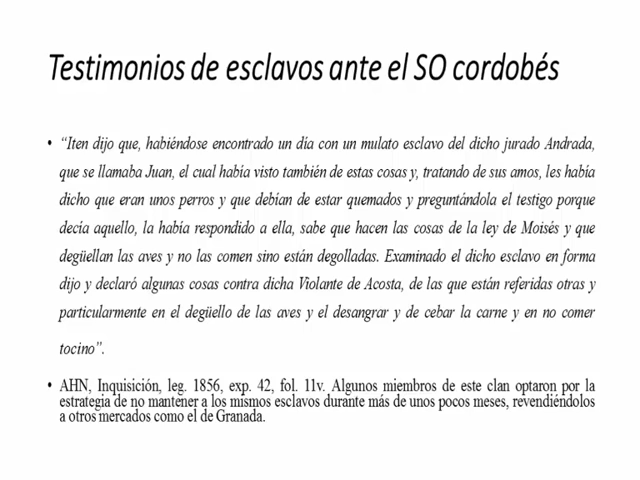 Testimonios de esclavos ante el SO cordobés
• “Iten dijo que, habiéndose encontrado un día con un mulato esclavo del dicho jurado Andrada,
que se llamaba Juan, el cual había visto también de estas cosas y, tratando de sus amos, les había
dicho que eran unos perros y que debían de estar quemados y preguntándola el testigo porque
decía aquello, la había respondido a ella, sabe que hacen las cosas de la ley de Moisés y que
degüellan las aves y no las comen sino están degolladas. Examinado el dicho esclavo en forma
dijo y declaró algunas cosas contra dicha Violante de Acosta, de las que están referidas otras y
particularmente en el degüello de las aves y el desangrar y de cebar la carne y en no comer
tocino”.
• AHN, Inquisición, leg. 1856, exp. 42, fol. 11v. Algunos miembros de este clan optaron por la
estrategia de no mantener a los mismos esclavos durante más de unos pocos meses, revendiéndolos
a otros mercados como el de Granada.